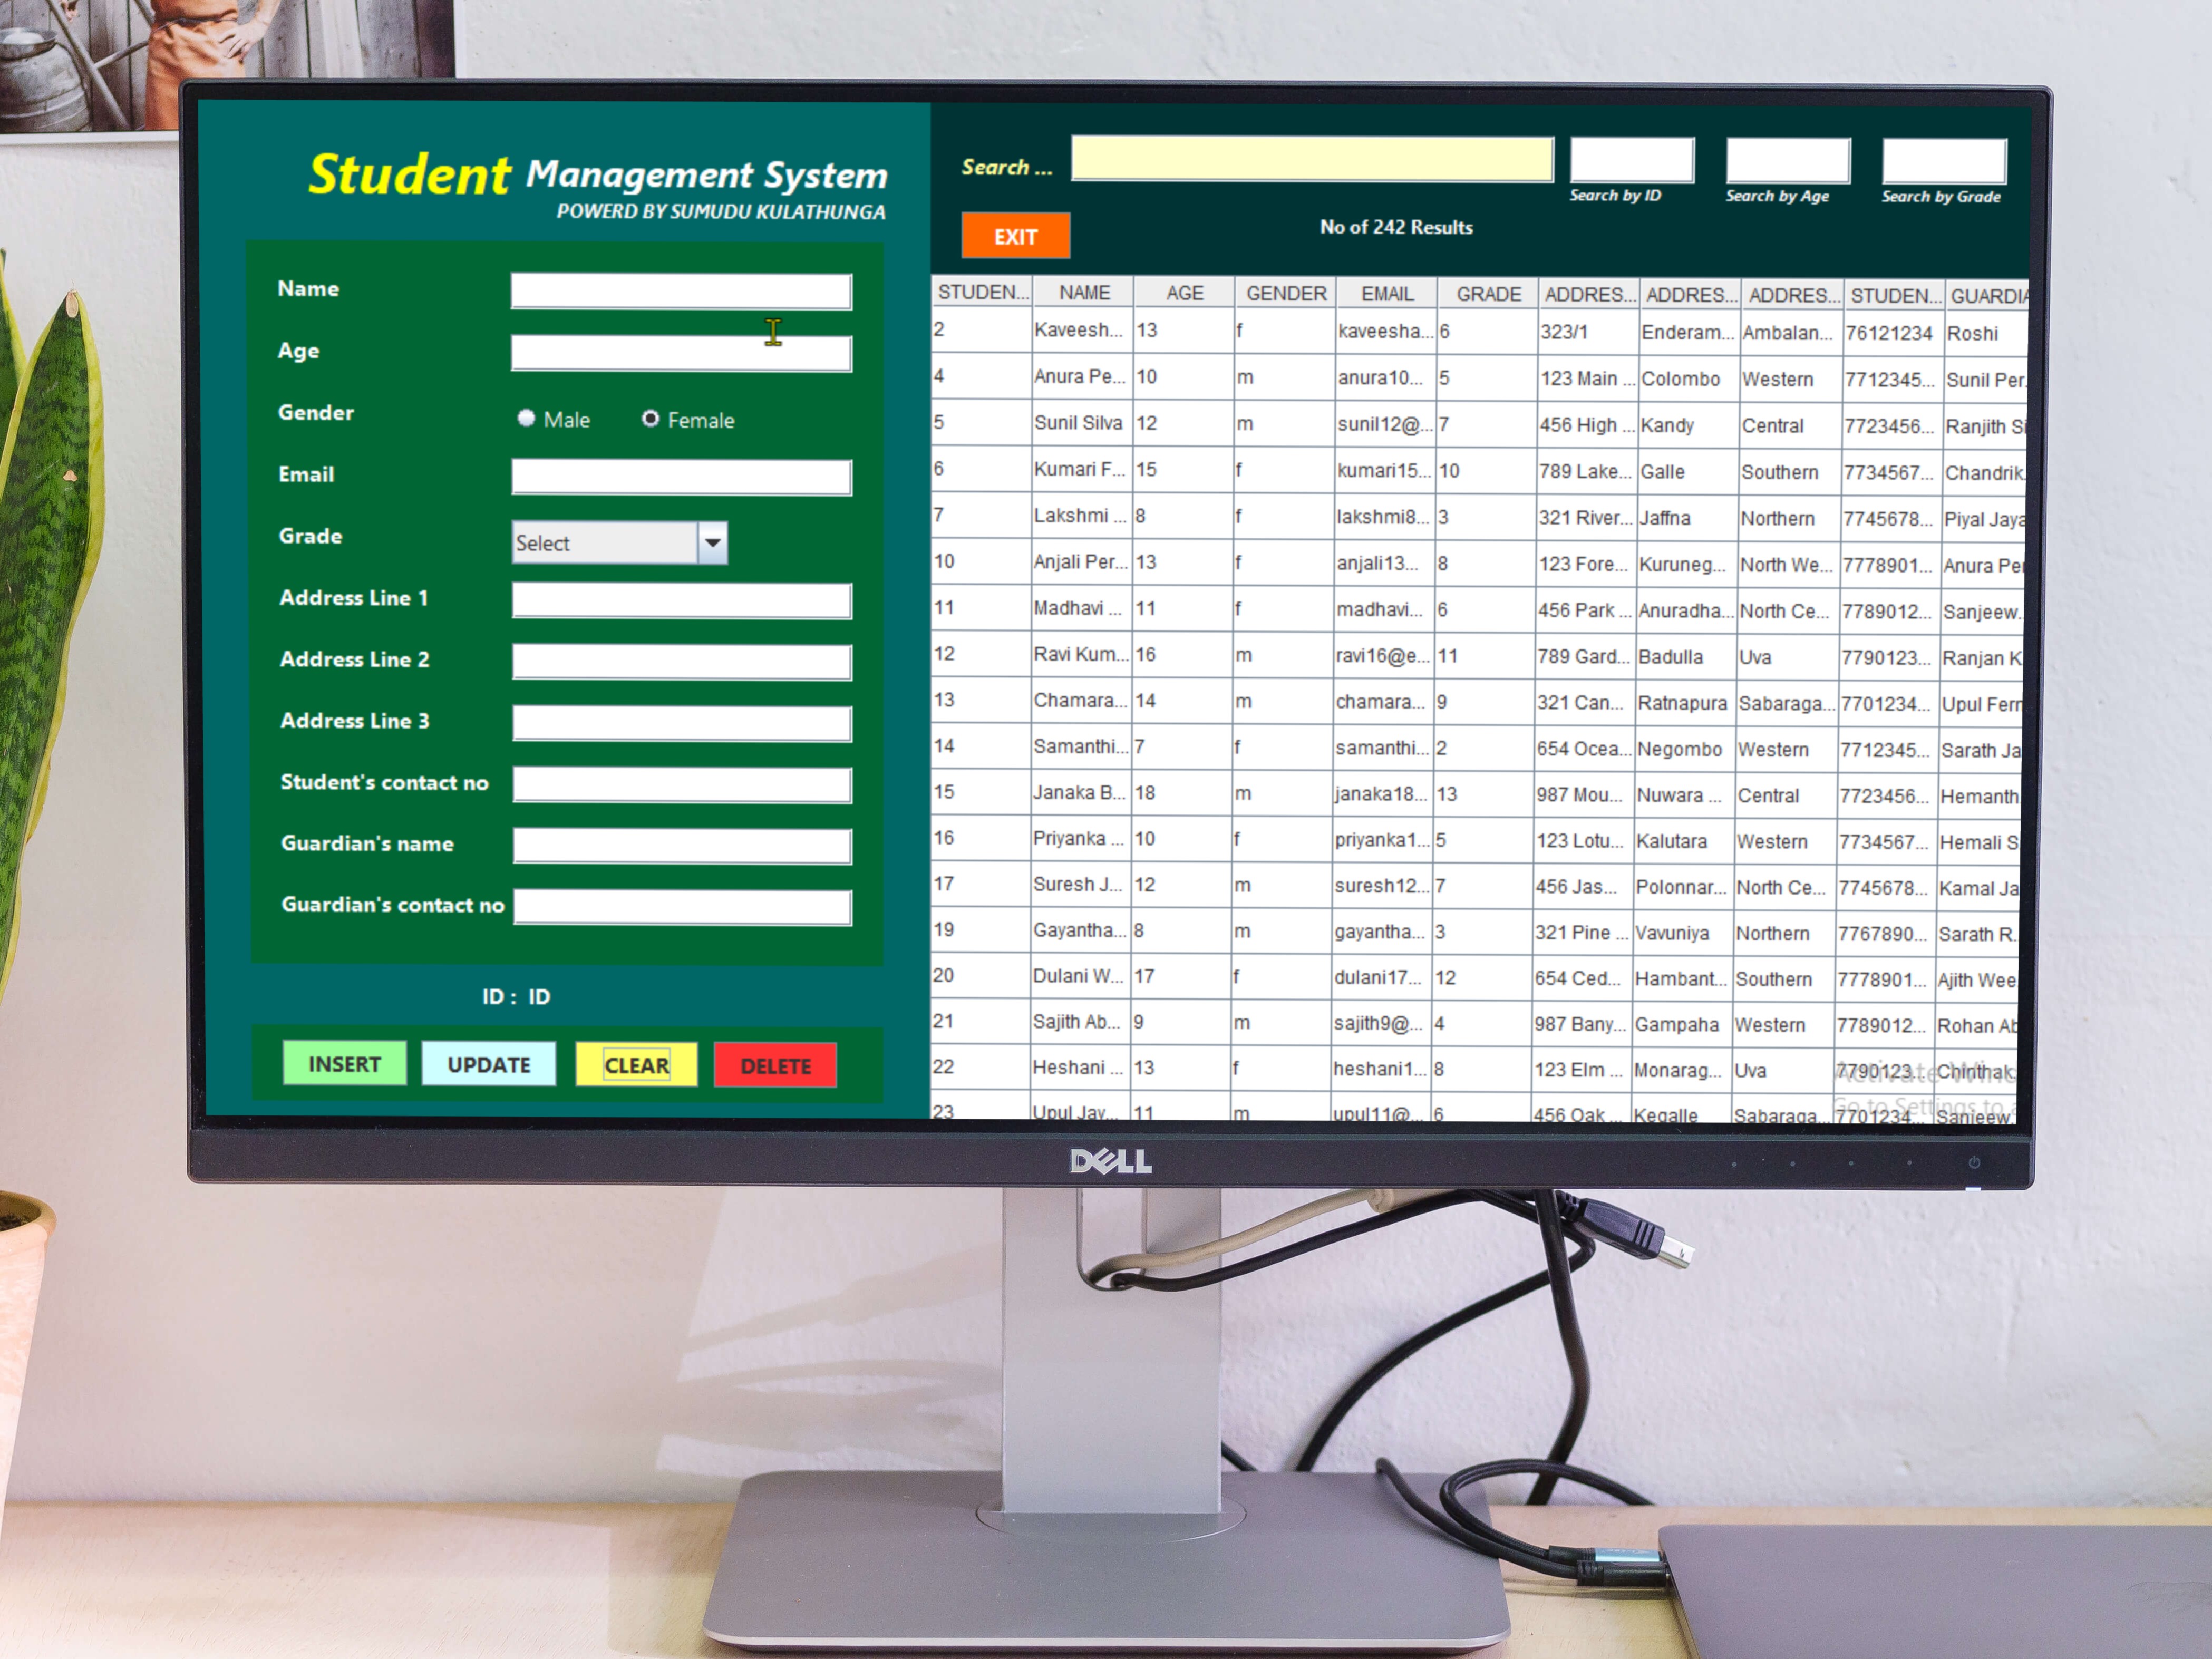 Student Management System
POWERD BY SUMUDU KULATHUNGA
Name
Age
Gender Male Female
Email
Grade Select
Address Line 1
Address Line 2
Address Line 3
Student's contact no
Guardian's name
Guardian's contact no
ID : ID
INSERT UPDATE CLEAR DELETE
Search ...
Search by ID Search by Age Search by Grade
EXIT No of 242 Results
STUDEN... NAME AGE GENDER EMAIL GRADE ADDRES... ADDRES... ADDRES... STUDEN... GUARDIA
2 Kaveesh... 13 f kaveesha... 6 323/1 Enderam... Ambalan... 76121234 Roshi
4 Anura Pe... 10 m anura10... 5 123 Main ... Colombo Western 7712345... Sunil Per.
5 Sunil Silva 12 m sunil12@... 7 456 High ... Kandy Central 7723456... Ranjith Si
6 Kumari F... 15 f kumari15... 10 789 Lake... Galle Southern 7734567... Chandrik.
7 Lakshmi ... 8 f lakshmi8... 3 321 River... Jaffna Northern 7745678... Piyal Jaya
10 Anjali Per... 13 f anjali13... 8 123 Fore... Kuruneg... North We... 7778901... Anura Per
11 Madhavi ... 11 f madhavi... 6 456 Park ... Anuradha... North Ce... 7789012... Sanjeew.
12 Ravi Kum... 16 m ravi16@e... 11 789 Gard... Badulla Uva 7790123... Ranjan K
13 Chamara... 14 m chamara... 9 321 Can... Ratnapura Sabaraga... 7701234... Upul Fern
14 Samanthi... 7 f samanthi... 2 654 Ocea... Negombo Western 7712345... Sarath Ja
15 Janaka B... 18 m janaka18... 13 987 Mou... Nuwara ... Central 7723456... Hemanth
16 Priyanka ... 10 f priyanka1... 5 123 Lotu... Kalutara Western 7734567... Hemali S
17 Suresh J... 12 m suresh12... 7 456 Jas... Polonnar... North Ce... 7745678... Kamal Ja
19 Gayantha... 8 m gayantha... 3 321 Pine ... Vavuniya Northern 7767890... Sarath R.
20 Dulani W... 17 f dulani17... 12 654 Ced... Hambant... Southern 7778901... Ajith Wee
21 Sajith Ab... 9 m sajith9@... 4 987 Bany... Gampaha Western 7789012... Rohan Ab
22 Heshani ... 13 f heshani1... 8 123 Elm ... Monarag... Uva 7790123... Chinthak.
23 Upul Jay... 11 m upul11@... 6 456 Oak ... Kegalle Sabaraga... 7701234... Sanjeew.
Activate Wind
Go to Settings to a
DELL